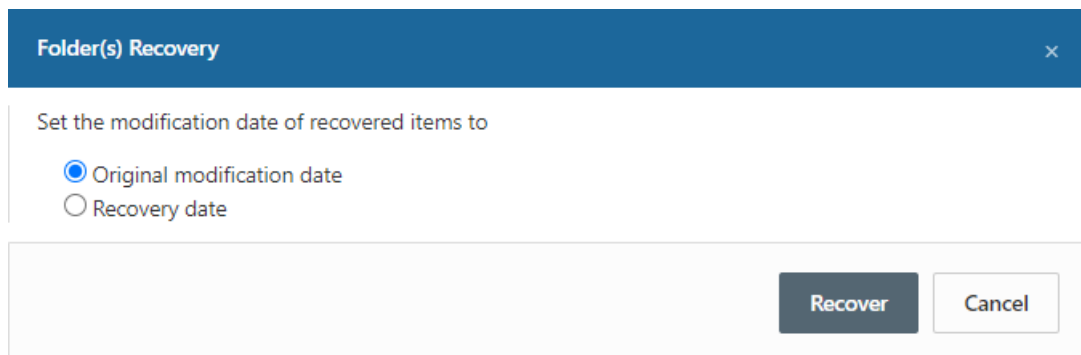 Folder(s) Recovery ×
Set the modification date of recovered items to
Original modification date
Recovery date
Recover Cancel